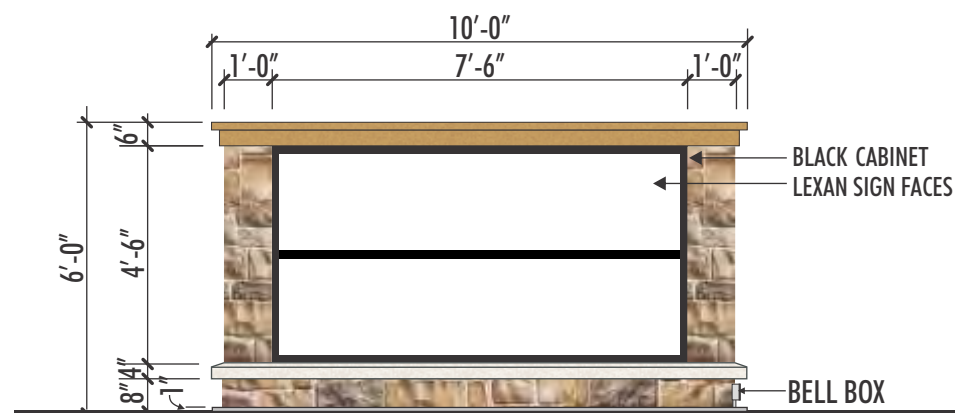 10′-0″
1′-0″ 7′-6″ 1′-0″
6″
BLACK CABINET
LEXAN SIGN FACES
6′-0″
4′-6″
4″
8″
1″
BELL BOX